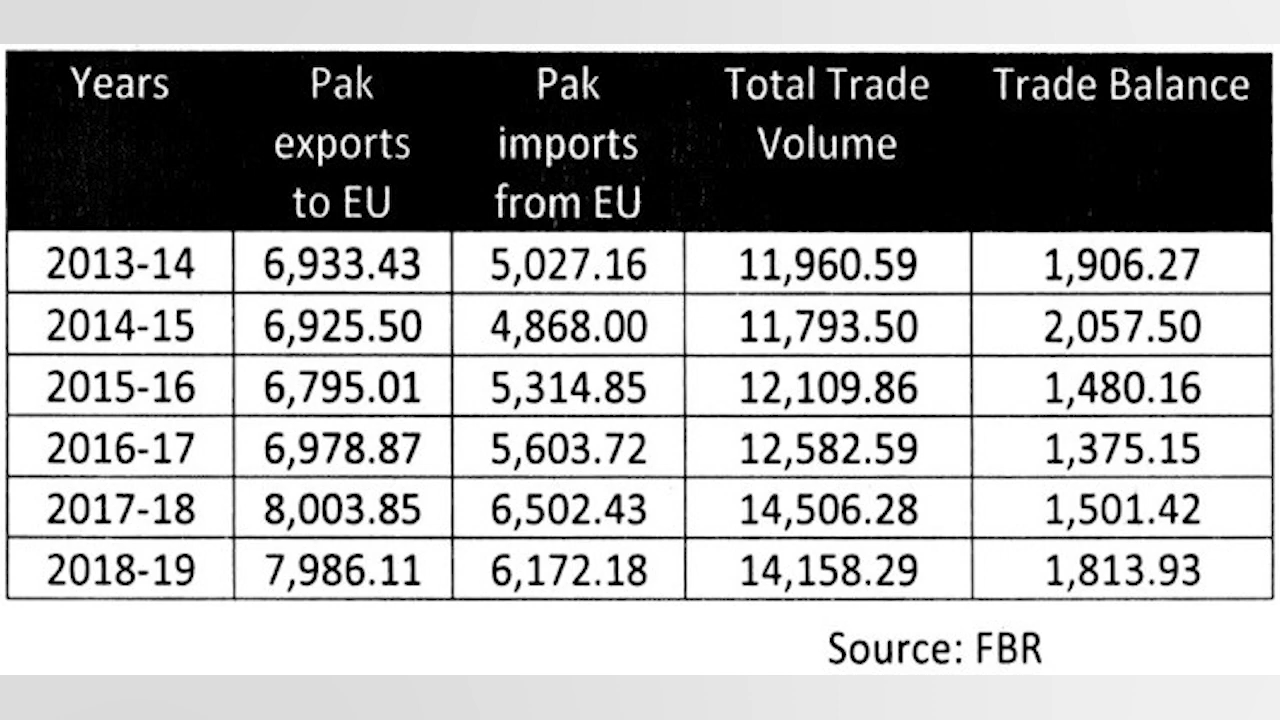 Years Pak exports to EU Pak imports from EU Total Trade Volume Trade Balance
2013-14 6,933.43 5,027.16 11,960.59 1,906.27
2014-15 6,925.50 4,868.00 11,793.50 2,057.50
2015-16 6,795.01 5,314.85 12,109.86 1,480.16
2016-17 6,978.87 5,603.72 12,582.59 1,375.15
2017-18 8,003.85 6,502.43 14,506.28 1,501.42
2018-19 7,986.11 6,172.18 14,158.29 1,813.93
Source: FBR